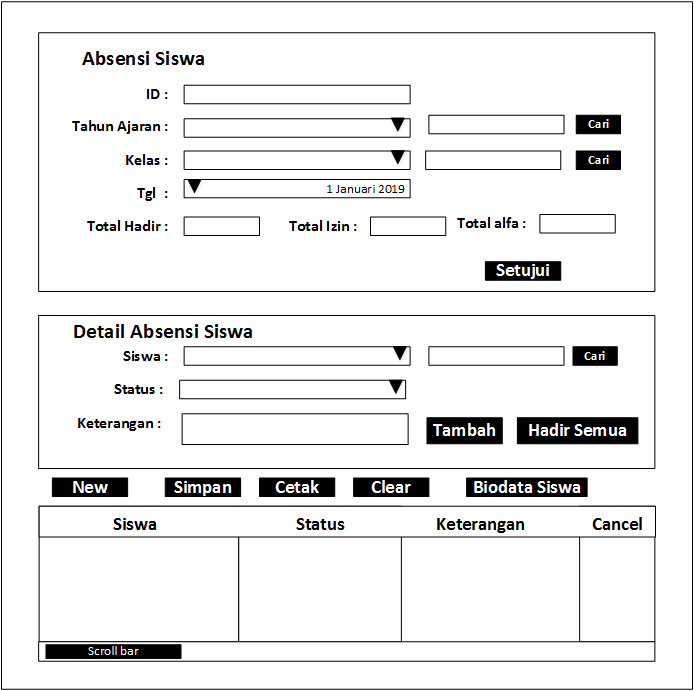 Absensi Siswa
ID :
Tahun Ajaran : Cari
Kelas : Cari
Tgl : 1 Januari 2019
Total Hadir : Total Izin : Total alfa :
Setujui
Detail Absensi Siswa
Siswa : Cari
Status :
Keterangan : Tambah Hadir Semua
New Simpan Cetak Clear Biodata Siswa
Siswa Status Keterangan Cancel
Scroll bar